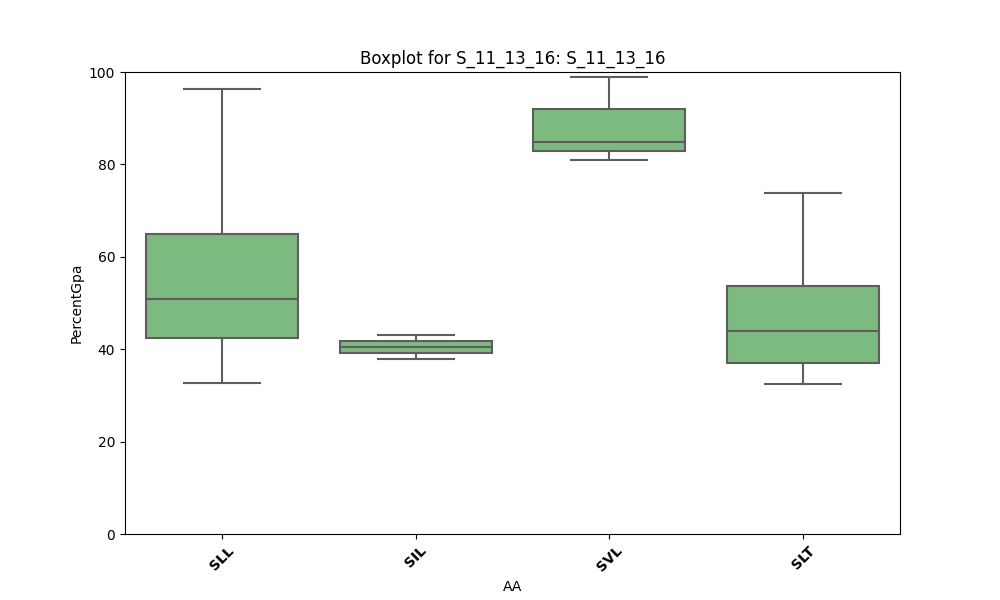 Boxplot for S_11_13_16: S_11_13_16
100
80
60
40
20
0
PercentGpa
SLL
SIL
SVL
SLT
AA